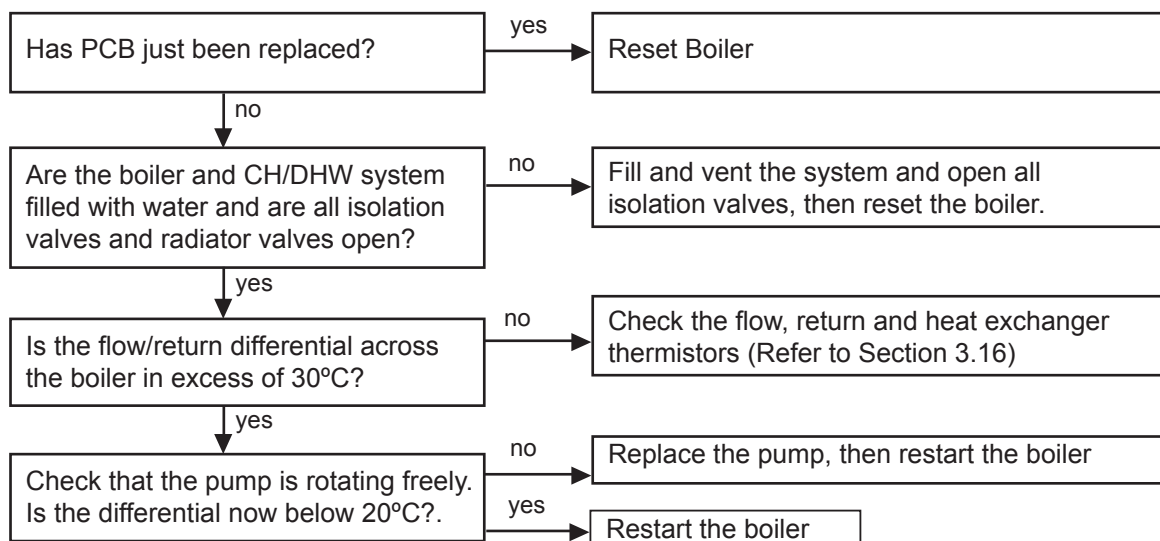 Has PCB just been replaced?
yes
Reset Boiler
no
Are the boiler and CH/DHW system
filled with water and are all isolation
valves and radiator valves open?
no
Fill and vent the system and open all
isolation valves, then reset the boiler.
yes
Is the flow/return differential across
the boiler in excess of 30ºC?
no
Check the flow, return and heat exchanger
thermistors (Refer to Section 3.16)
yes
Check that the pump is rotating freely.
Is the differential now below 20ºC?.
no
Replace the pump, then restart the boiler
yes
Restart the boiler